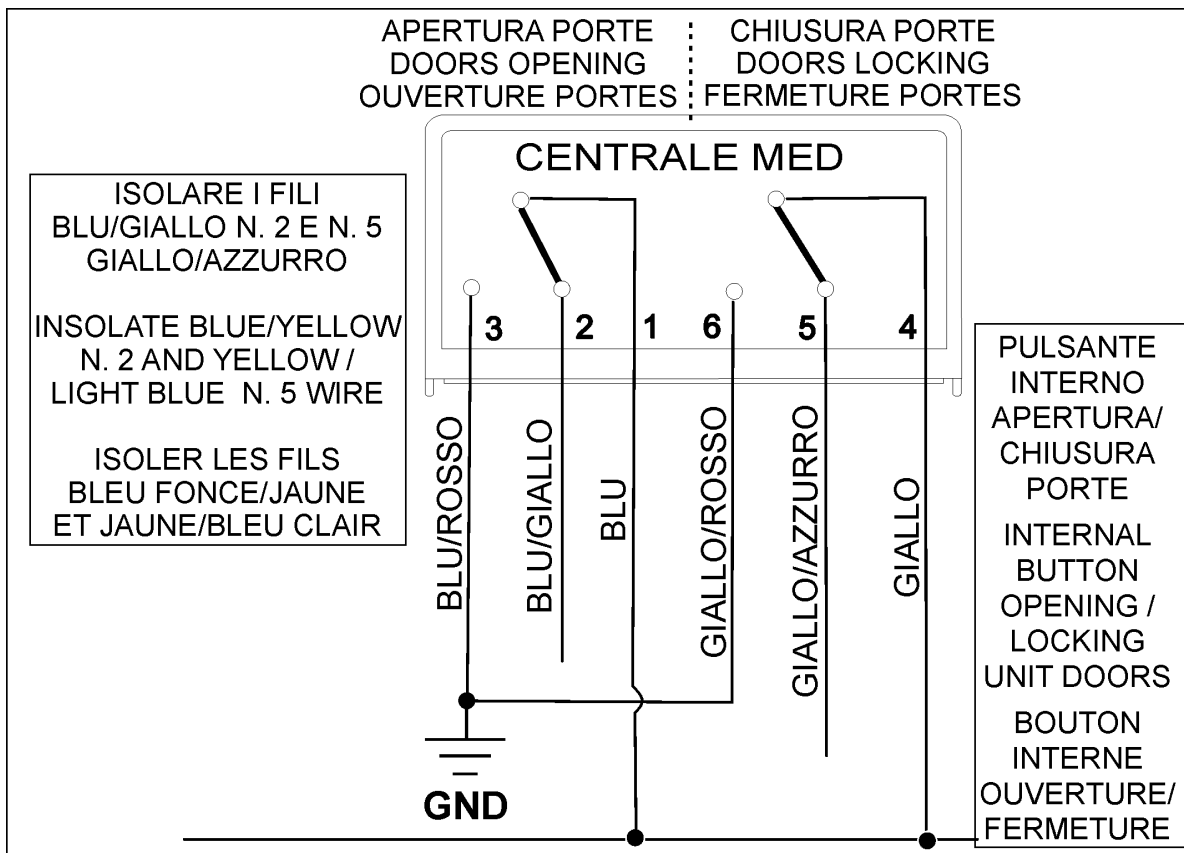 APERTURA PORTE
DOORS OPENING
OUVERTURE PORTES
CHIUSURA PORTE
DOORS LOCKING
FERMETURE PORTES
CENTRALE MED
ISOLARE I FILI
BLU/GIALLO N. 2 E N. 5
GIALLO/AZZURRO
INSOLATE BLUE/YELLOW
N. 2 AND YELLOW /
LIGHT BLUE N. 5 WIRE
ISOLER LES FILS
BLEU FONCE/JAUNE
ET JAUNE/BLEU CLAIR
3 2 1 6 5 4
BLU/ROSSO
BLU/GIALLO
BLU
GIALLO/ROSSO
GIALLO/AZZURRO
GIALLO
GND
PULSANTE
INTERNO
APERTURA/
CHIUSURA
PORTE
INTERNAL
BUTTON
OPENING /
LOCKING
UNIT DOORS
BOUTON
INTERNE
OUVERTURE/
FERMETURE